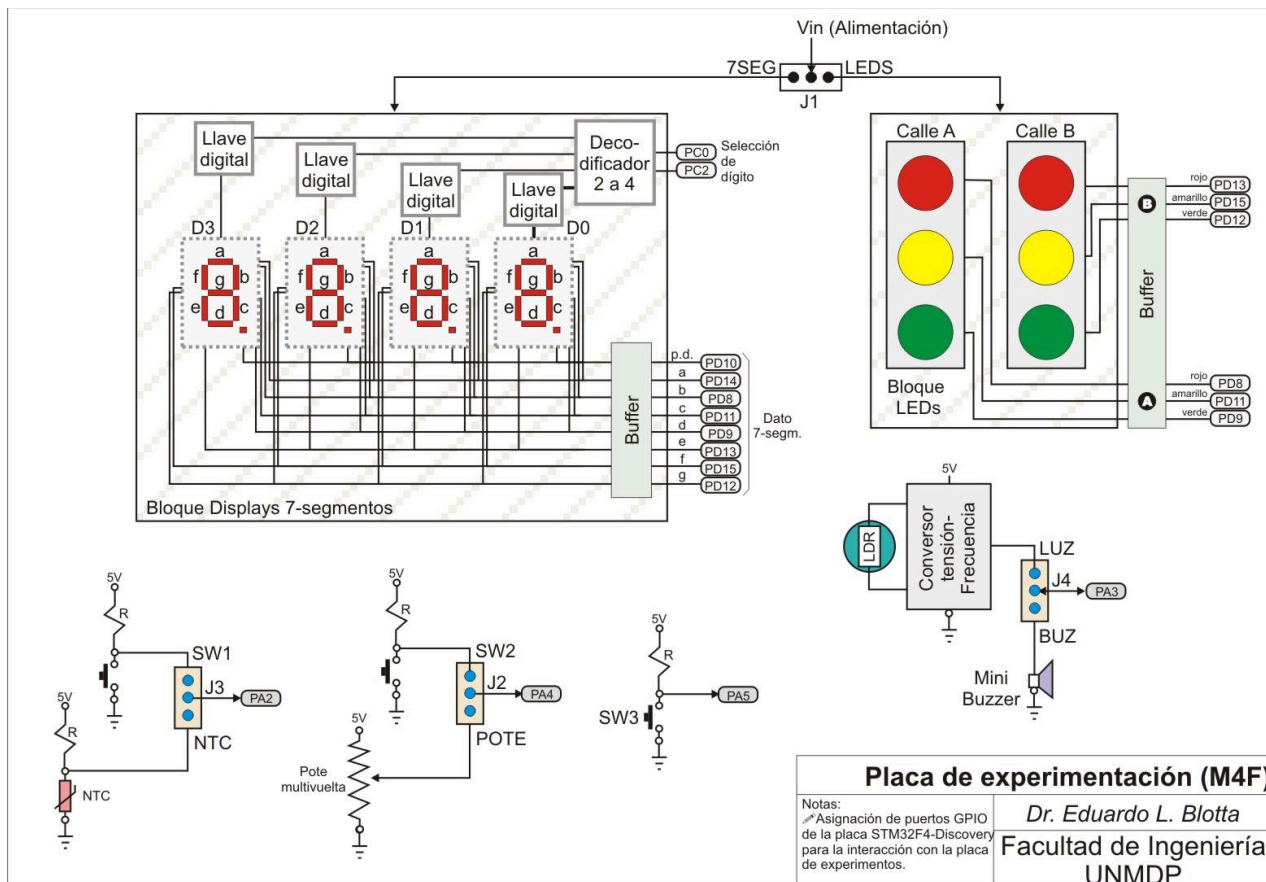 Vin (Alimentación)
7SEG
LEDS
J1
Llave digital
Llave digital
Llave digital
Llave digital
Deco-
dificador
2 a 4
PC0
PC2
Selección
de
dígito
D3
D2
D1
D0
a
f
g
b
e
d
c
a
f
g
b
e
d
c
a
f
g
b
e
d
c
a
f
g
b
e
d
c
Buffer
p.d.
PD10
a
PD14
b
PD8
c
PD11
d
PD9
e
PD13
f
PD15
g
PD12
Dato
7-segm.
Bloque Displays 7-segmentos
Calle A
Calle B
Bloque
LEDs
Buffer
B
A
rojo
PD13
amarillo
PD15
verde
PD12
rojo
PD8
amarillo
PD11
verde
PD9
5V
R
SW1
J3
PA2
NTC
5V
R
NTC
5V
R
SW2
J2
PA4
POTE
5V
Pote
multivuelta
5V
R
SW3
PA5
5V
LDR
Conversor
tensión-
Frecuencia
LUZ
J4
PA3
BUZ
Mini
Buzzer
Placa de experimentación (M4F)
Notas:
Asignación de puertos GPIO
de la placa STM32F4-Discovery
para la interacción con la placa
de experimentos.
Dr. Eduardo L. Blotta
Facultad de Ingeniería
UNMDP